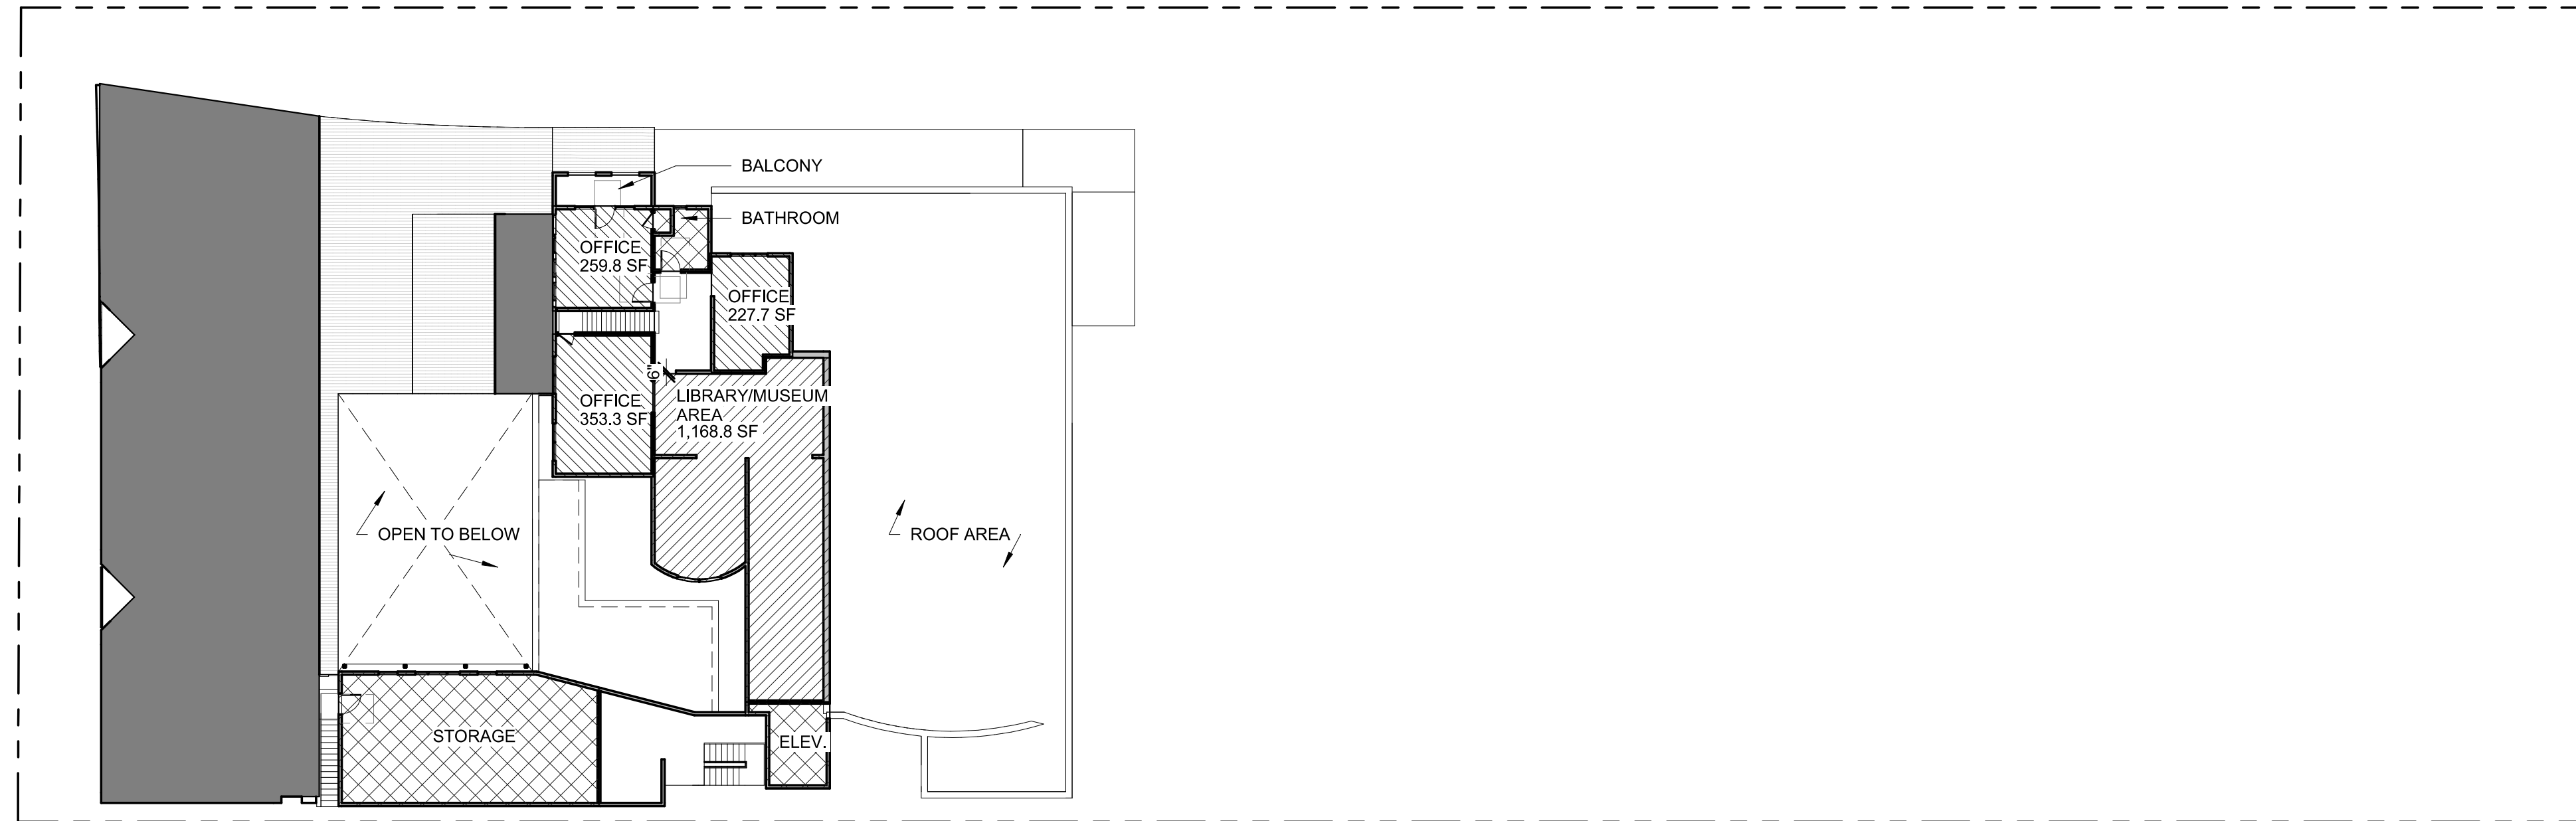 BALCONY
BATHROOM
OFFICE
259.8 SF
OFFICE
227.7 SF
6"
LIBRARY/MUSEUM
AREA
1,168.8 SF
OFFICE
353.3 SF
OPEN TO BELOW
ROOF AREA
STORAGE
ELEV.